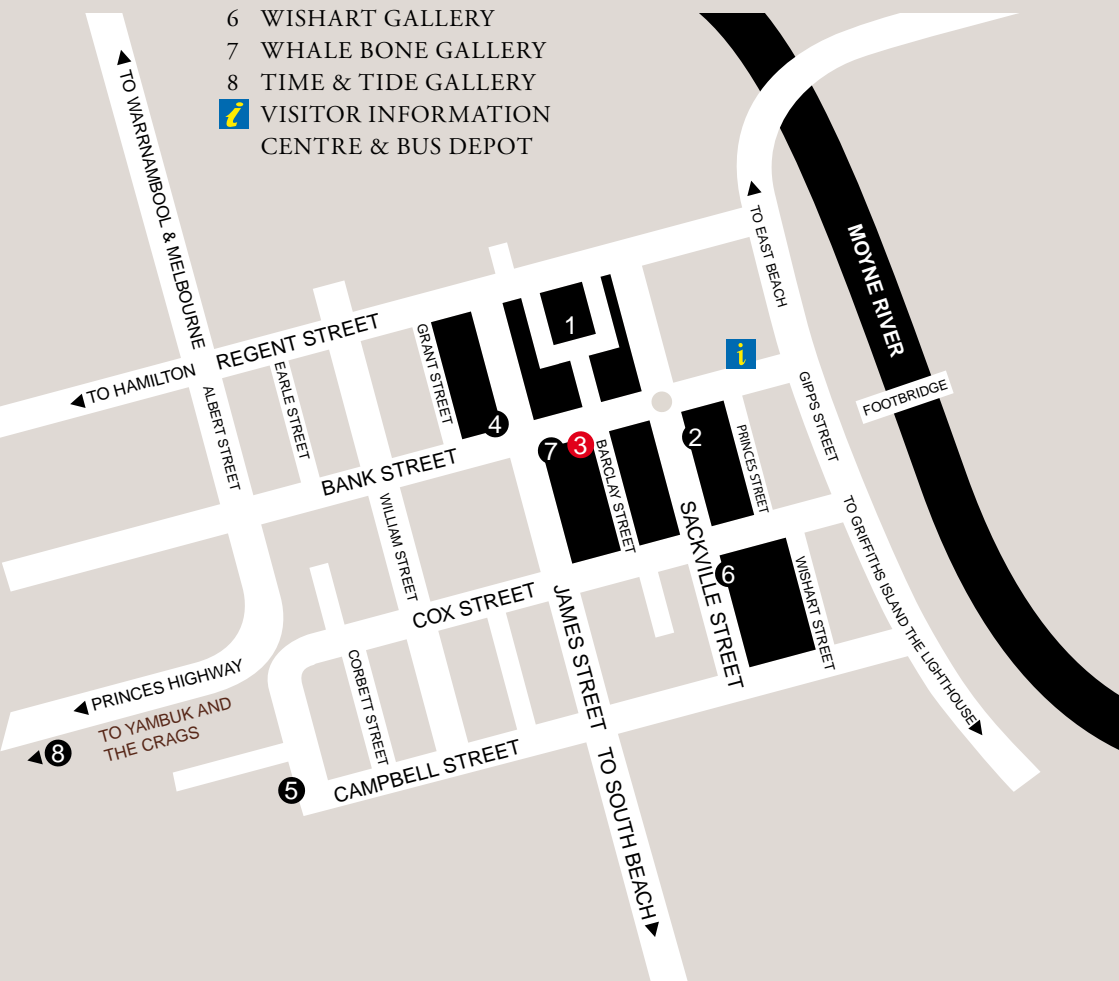 6 WISHART GALLERY
7 WHALE BONE GALLERY
8 TIME & TIDE GALLERY
i VISITOR INFORMATION
CENTRE & BUS DEPOT
TO WARRNAMBOOL & MELBOURNE
TO EAST BEACH
MOYNE RIVER
1
REGENT STREET
GRANT STREET
i
TO HAMILTON
EARLE STREET
ALBERT STREET
GIPPS STREET
FOOTBRIDGE
4
2
7
3
BARCLAY STREET
PRINCES STREET
BANK STREET
WILLIAM STREET
SACKVILLE STREET
TO GRIFFITHS ISLAND THE LIGHTHOUSE
6
WISHART STREET
COX STREET
JAMES STREET
CORBETT STREET
PRINCES HIGHWAY
TO YAMBUK AND
THE CRAGS
8
5
CAMPBELL STREET
TO SOUTH BEACH